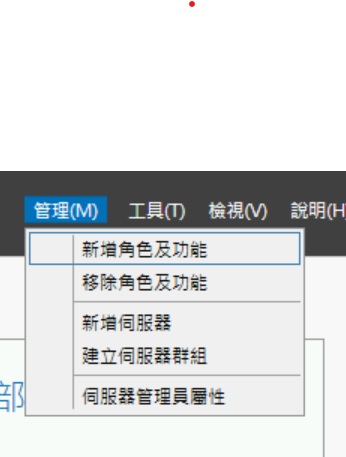 管理(M) 工具(T) 檢視(V) 說明(H
新增角色及功能
移除角色及功能
新增伺服器
建立伺服器群組
部
伺服器管理員屬性